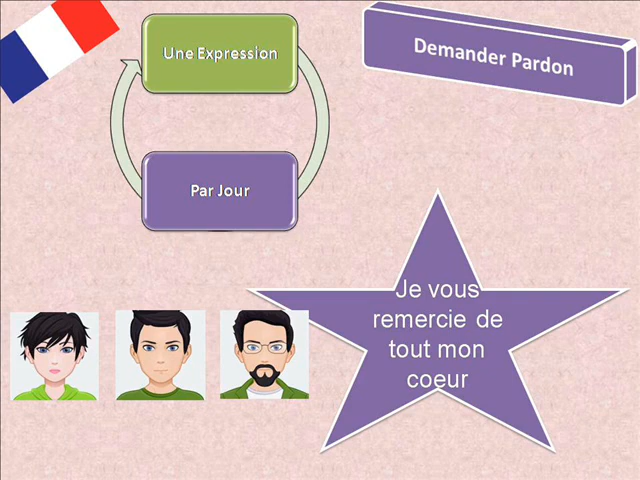 Une Expression
Demander Pardon
Par Jour
Je vous
remercie de
tout mon
coeur